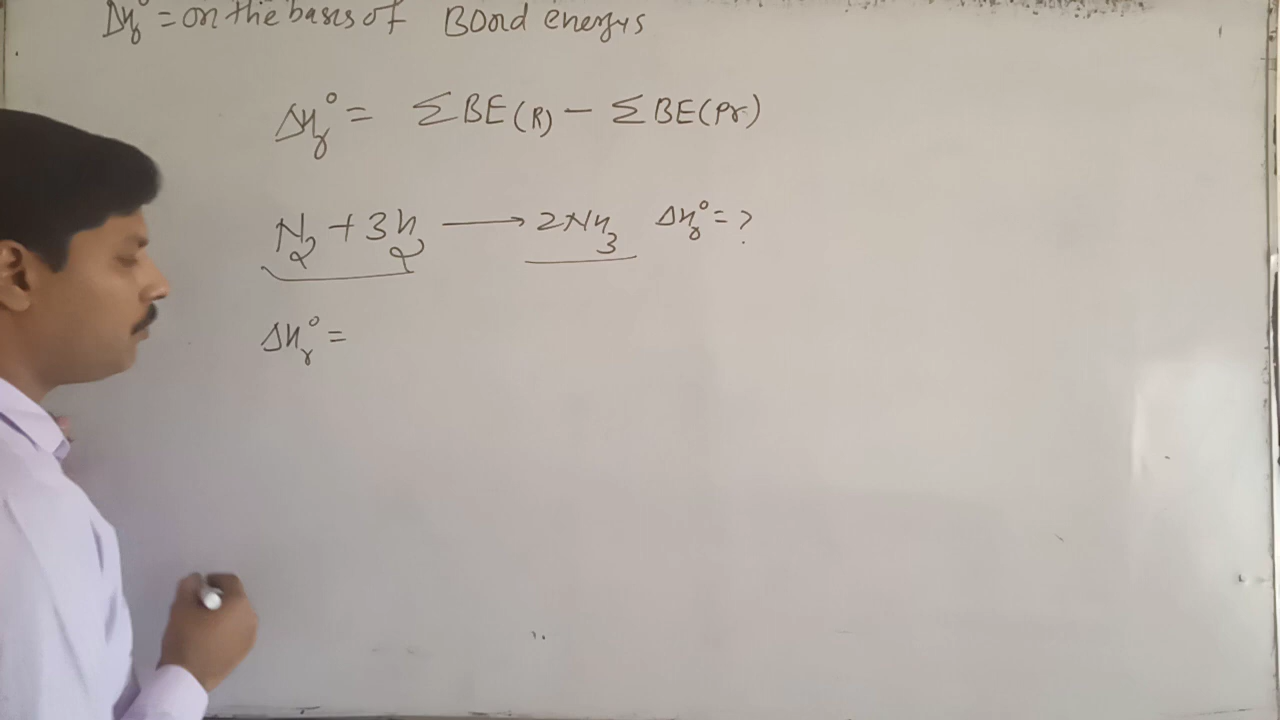 ΔHr° = on the basis of Bond energys
ΔHr° = ΣBE(R) - ΣBE(Pr)
N2 + 3H2 ⟶ 2NH3 ΔHr° = ?
ΔHr° =